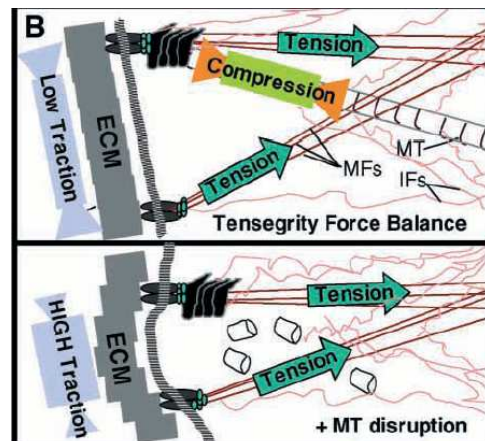 B
Tension
Compression
Low Traction
ECM
Tension
MT
MFs
IFs
Tensegrity Force Balance
Tension
HIGH Traction
ECM
Tension
+ MT disruption